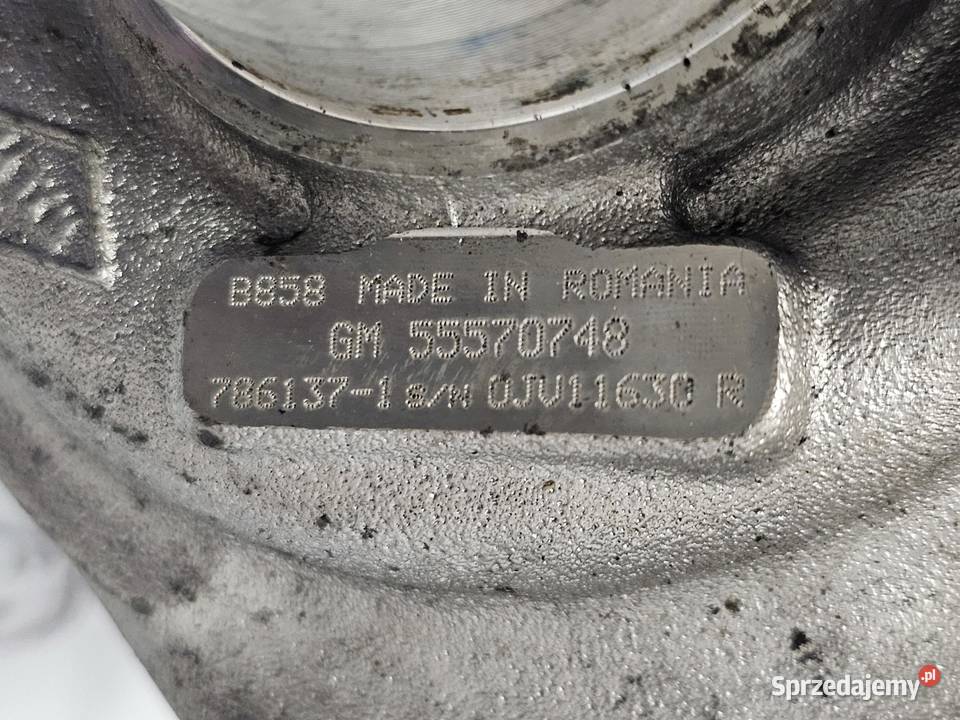 B858 MADE IN ROMANIA
GM 55570748
786137-1 S/N 0JV11630 R
Sprzedajemy.pl